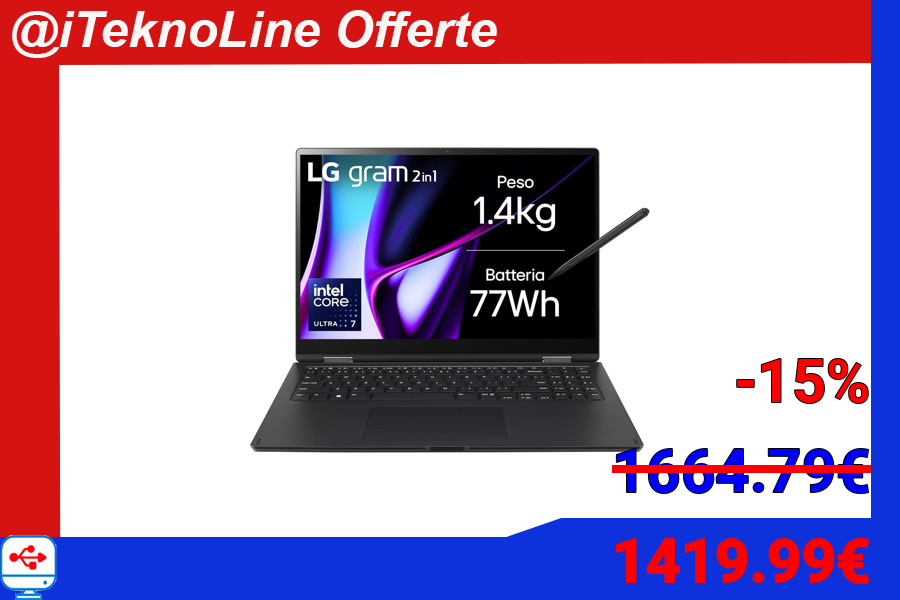 @iTeknoLine Offerte
LG gram 2in1
Peso
1.4kg
Batteria
77Wh
intel
CORE
ULTRA 7
-15%
1664.79€
1419.99€